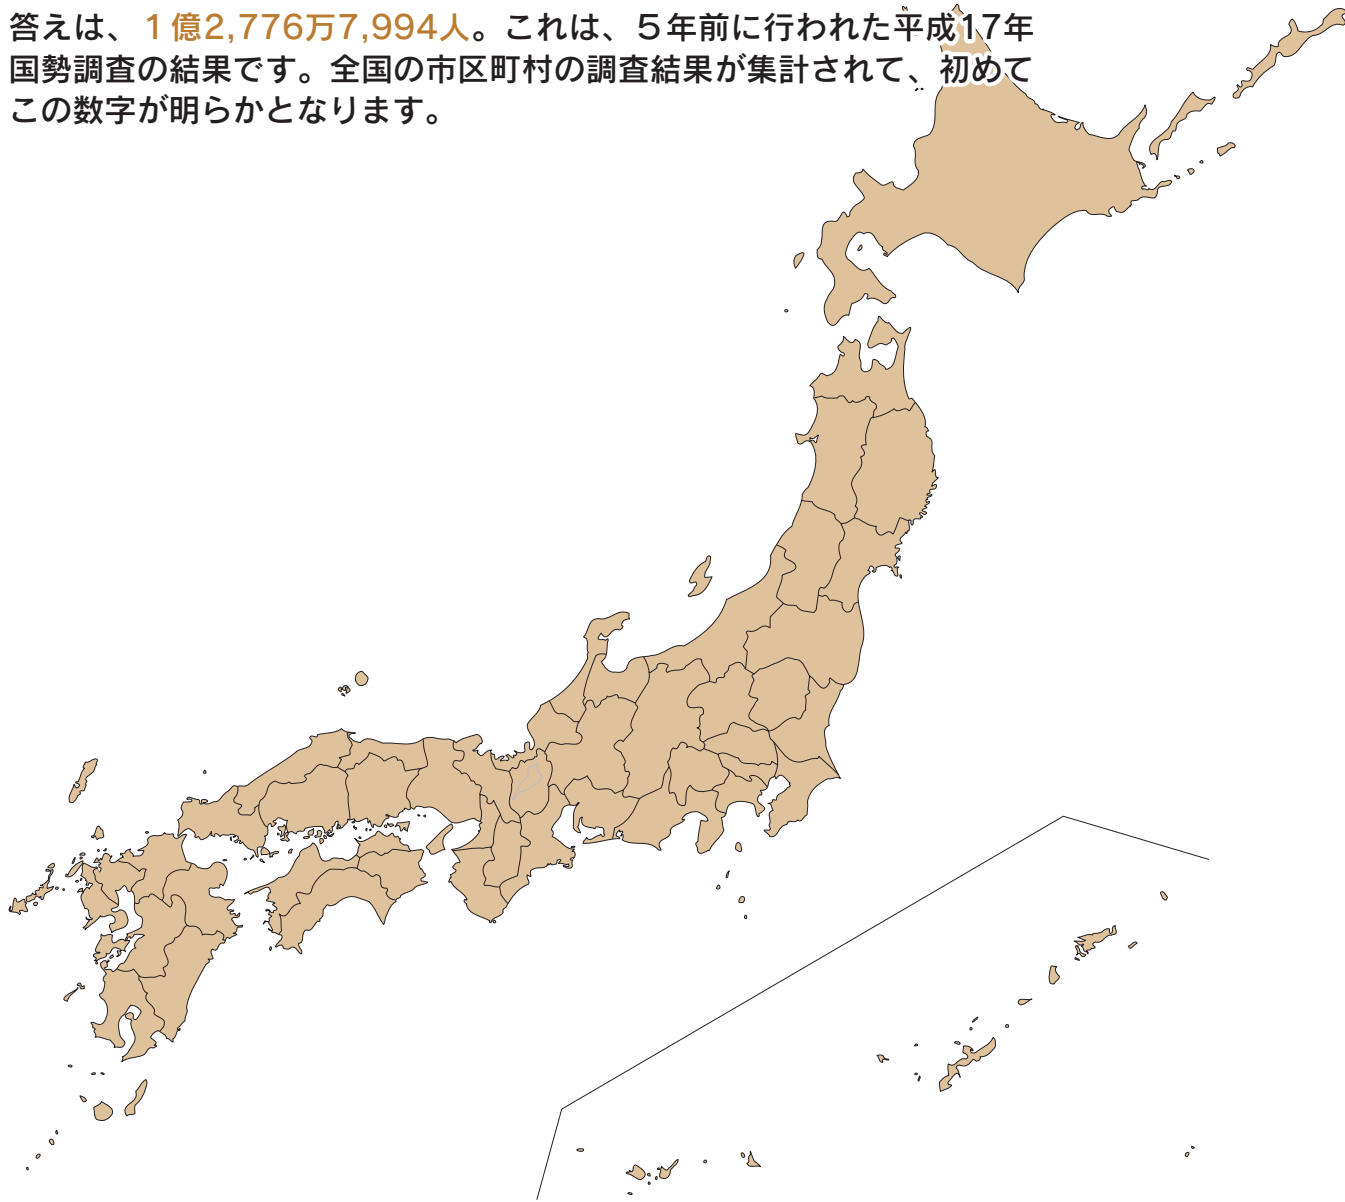 答えは、１億2,776万7,994人。これは、５年前に行われた平成17年
国勢調査の結果です。全国の市区町村の調査結果が集計されて、初めて
この数字が明らかとなります。